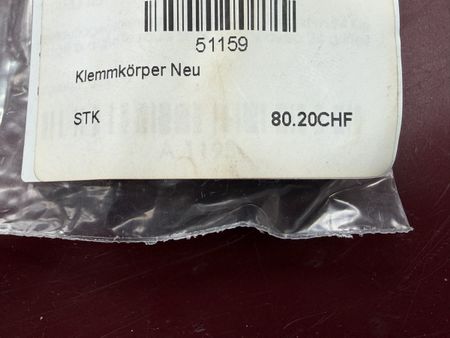 51159
Klemmkörper Neu
STK 80.20CHF